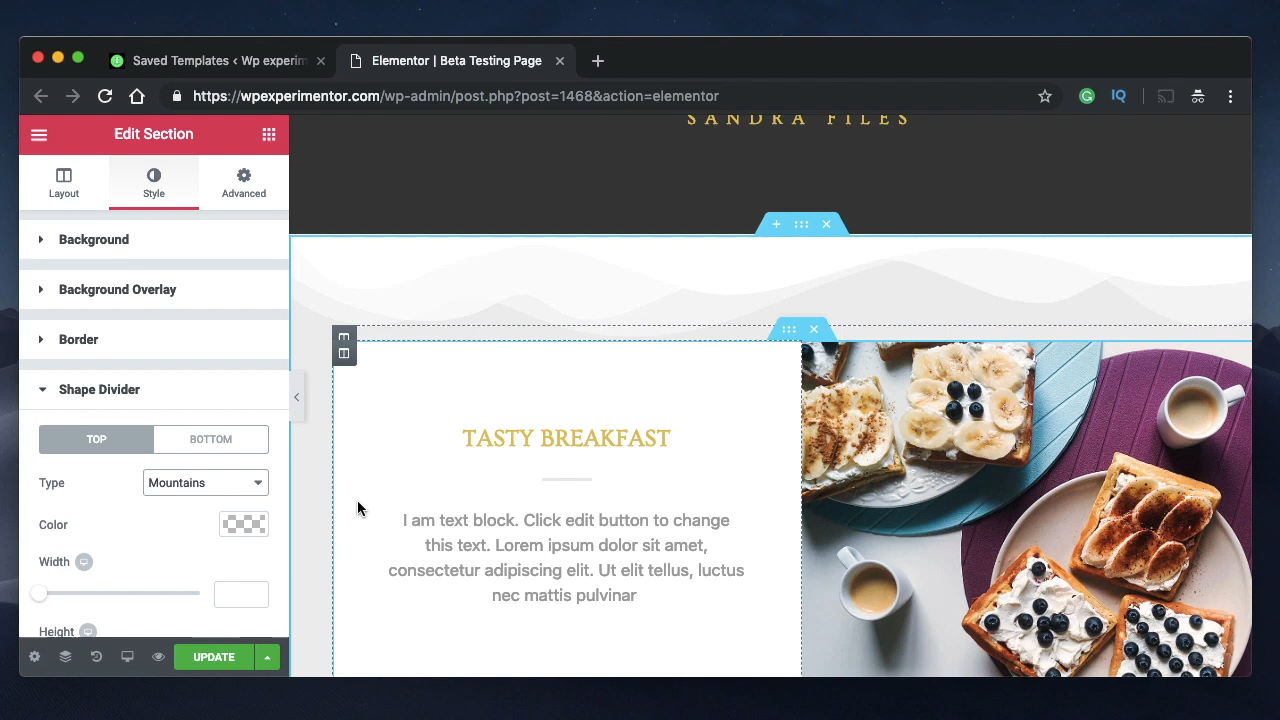 Saved Templates ‹ Wp experim
Elementor | Beta Testing Page
https://wpexperimentor.com/wp-admin/post.php?post=1468&action=elementor
IQ
Edit Section
SANDRA FILES
Layout
Style
Advanced
Background
Background Overlay
Border
Shape Divider
TOP
BOTTOM
Type
Mountains
Color
Width
Height
UPDATE
TASTY BREAKFAST
I am text block. Click edit button to change
this text. Lorem ipsum dolor sit amet,
consectetur adipiscing elit. Ut elit tellus, luctus
nec mattis pulvinar